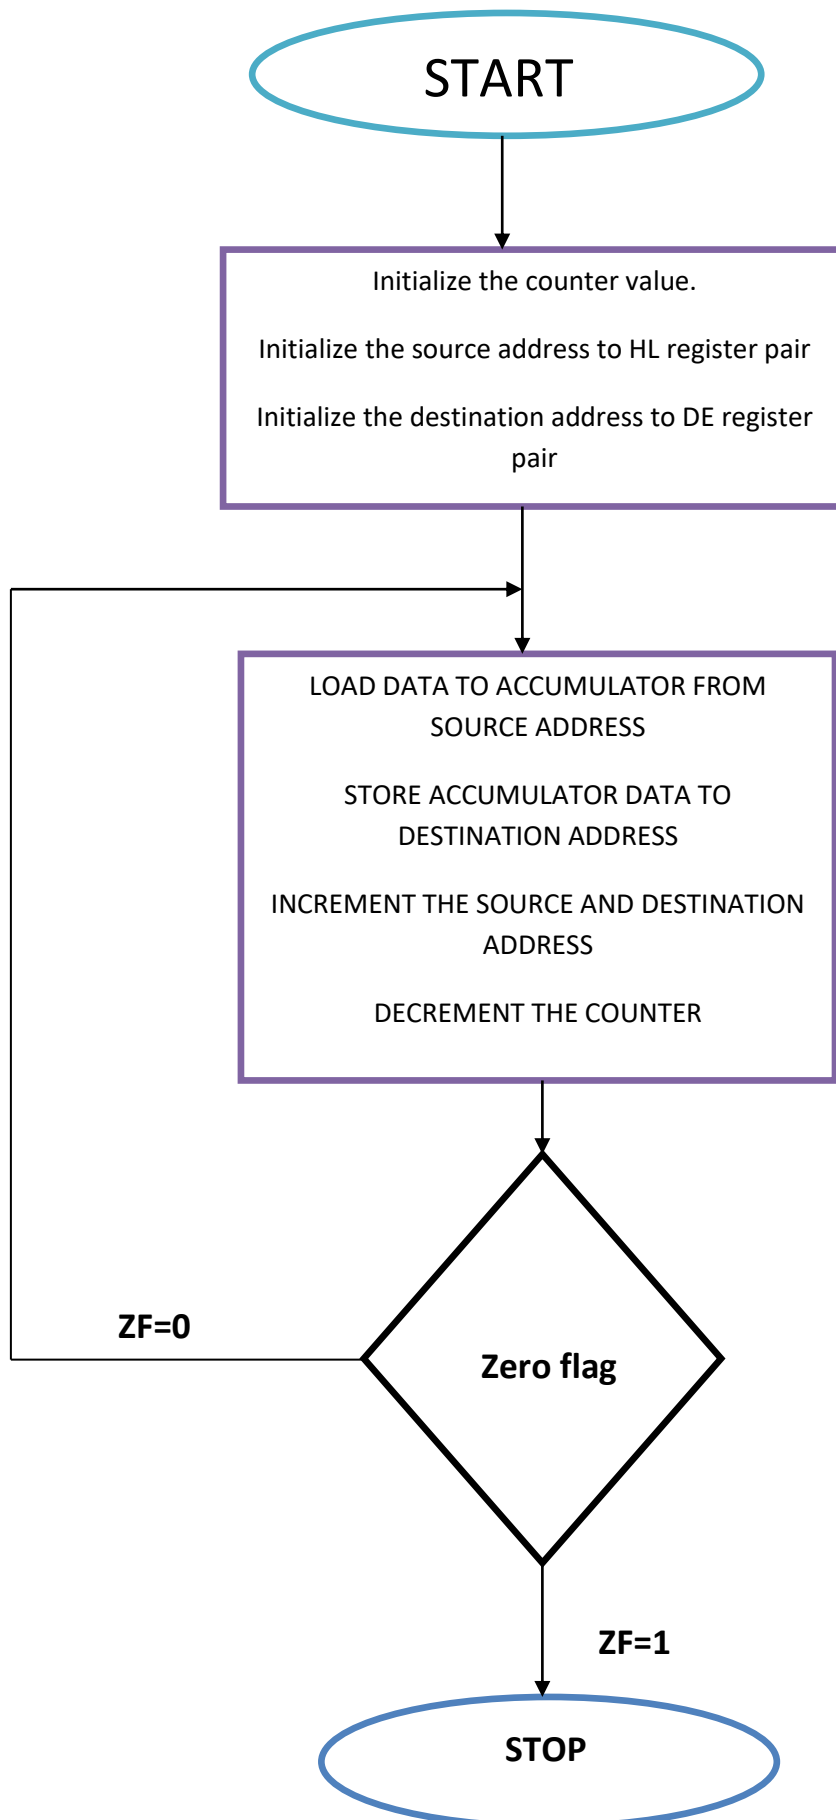 START
Initialize the counter value.
Initialize the source address to HL register pair
Initialize the destination address to DE register
pair
LOAD DATA TO ACCUMULATOR FROM
SOURCE ADDRESS
STORE ACCUMULATOR DATA TO
DESTINATION ADDRESS
INCREMENT THE SOURCE AND DESTINATION
ADDRESS
DECREMENT THE COUNTER
ZF=0
Zero flag
ZF=1
STOP